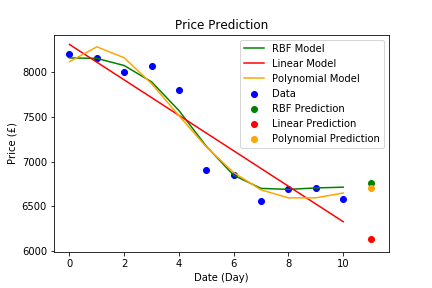 Price Prediction
Price (£)
8000
7500
7000
6500
6000
RBF Model
Linear Model
Polynomial Model
Data
RBF Prediction
Linear Prediction
Polynomial Prediction
0 2 4 6 8 10
Date (Day)